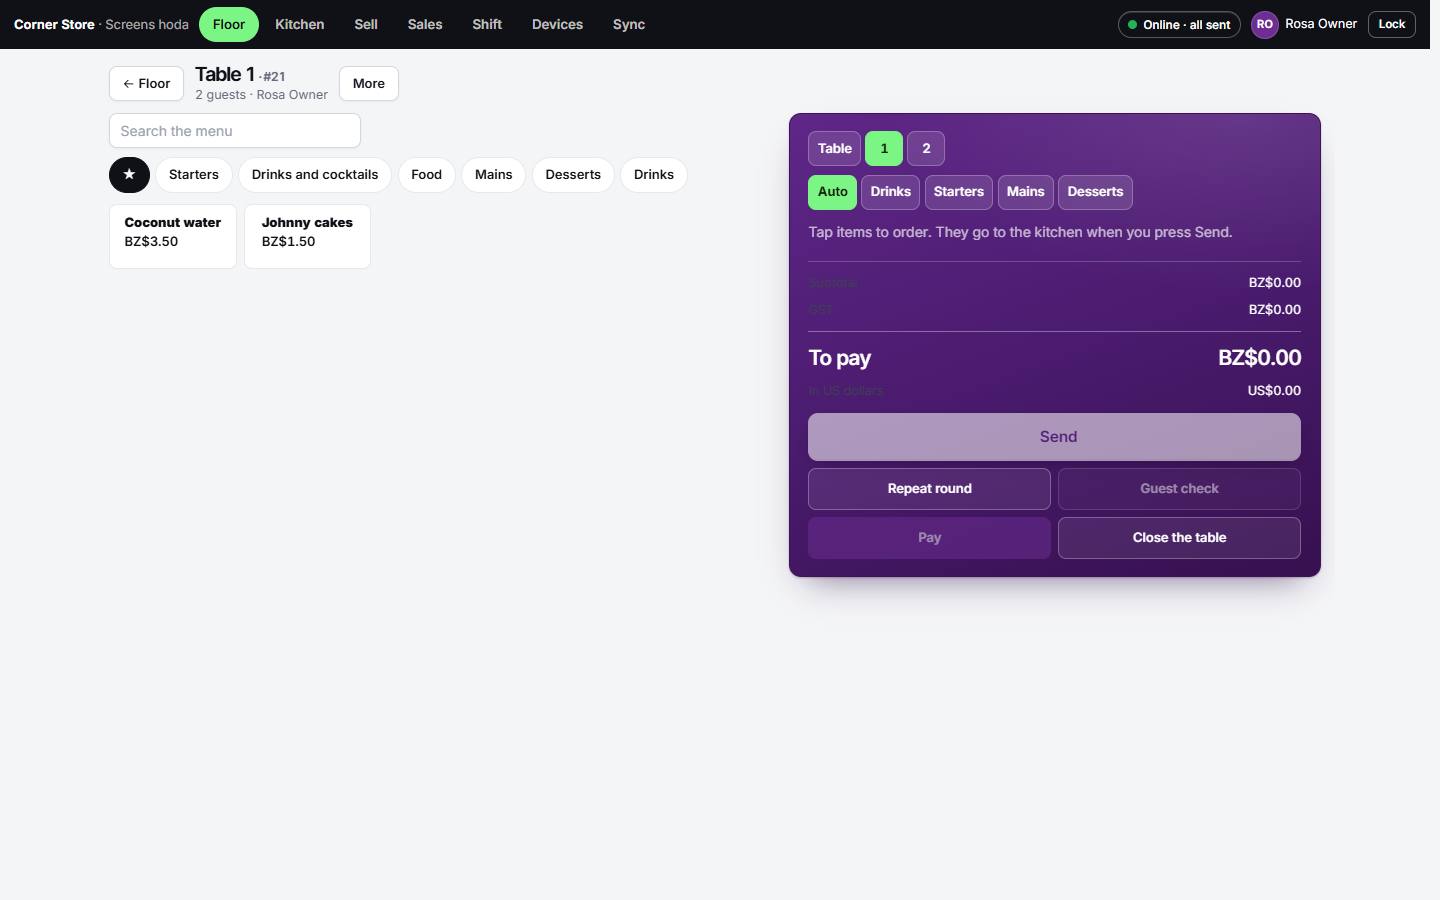 Corner Store · Screens hoda Floor Kitchen Sell Sales Shift Devices Sync Online · all sent RO Rosa Owner Lock
← Floor Table 1 · #21 More
2 guests · Rosa Owner
Search the menu
★ Starters Drinks and cocktails Food Mains Desserts Drinks
Coconut water Johnny cakes
BZ$3.50 BZ$1.50
Table 1 2
Auto Drinks Starters Mains Desserts
Tap items to order. They go to the kitchen when you press Send.
Subtotal BZ$0.00
GST BZ$0.00
To pay BZ$0.00
In US dollars US$0.00
Send
Repeat round Guest check
Pay Close the table